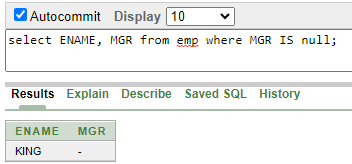 Autocommit Display 10
select ENAME, MGR from emp where MGR IS null;
Results Explain Describe Saved SQL History
ENAME MGR
KING -